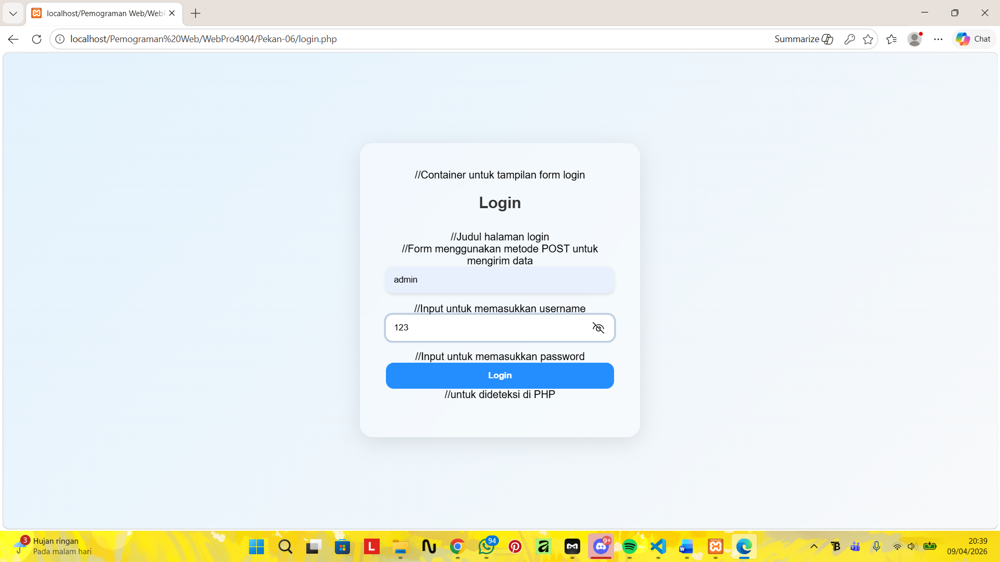 localhost/Pemograman Web/WebP
localhost/Pemograman%20Web/WebPro4904/Pekan-06/login.php
Summarize
Chat
//Container untuk tampilan form login
Login
//Judul halaman login
//Form menggunakan metode POST untuk
mengirim data
admin
//Input untuk memasukkan username
123
//Input untuk memasukkan password
Login
//untuk dideteksi di PHP
3
Hujan ringan
Pada malam hari
L
94
a
9+
W
20:39
09/04/2026